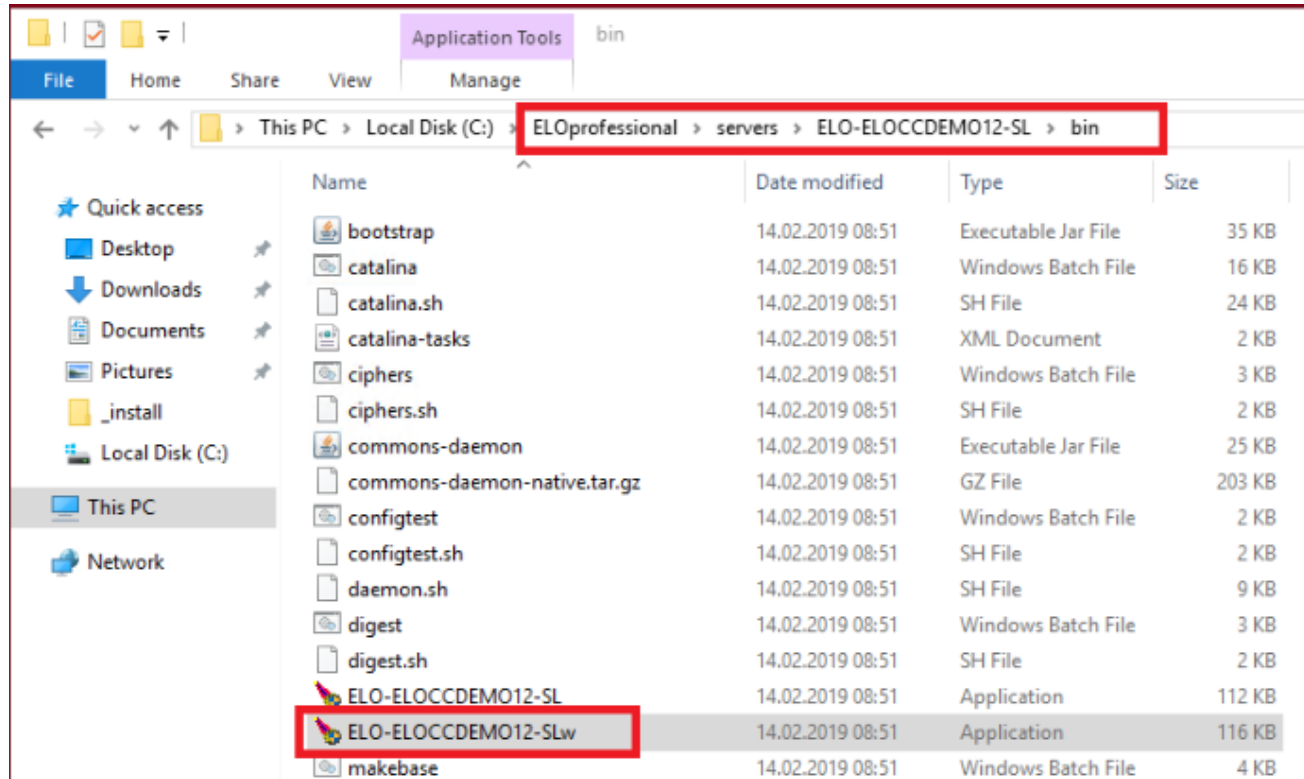 Application Tools bin
File Home Share View Manage
This PC > Local Disk (C:) > ELOprofessional > servers > ELO-ELOCCDEMO12-SL > bin
Quick access
Desktop
Downloads
Documents
Pictures
_install
Local Disk (C:)
This PC
Network
Name Date modified Type Size
bootstrap 14.02.2019 08:51 Executable Jar File 35 KB
catalina 14.02.2019 08:51 Windows Batch File 16 KB
catalina.sh 14.02.2019 08:51 SH File 24 KB
catalina-tasks 14.02.2019 08:51 XML Document 2 KB
ciphers 14.02.2019 08:51 Windows Batch File 3 KB
ciphers.sh 14.02.2019 08:51 SH File 2 KB
commons-daemon 14.02.2019 08:51 Executable Jar File 25 KB
commons-daemon-native.tar.gz 14.02.2019 08:51 GZ File 203 KB
configtest 14.02.2019 08:51 Windows Batch File 2 KB
configtest.sh 14.02.2019 08:51 SH File 2 KB
daemon.sh 14.02.2019 08:51 SH File 9 KB
digest 14.02.2019 08:51 Windows Batch File 3 KB
digest.sh 14.02.2019 08:51 SH File 2 KB
ELO-ELOCCDEMO12-SL 14.02.2019 08:51 Application 112 KB
ELO-ELOCCDEMO12-SLw 14.02.2019 08:51 Application 116 KB
makebase 14.02.2019 08:51 Windows Batch File 4 KB